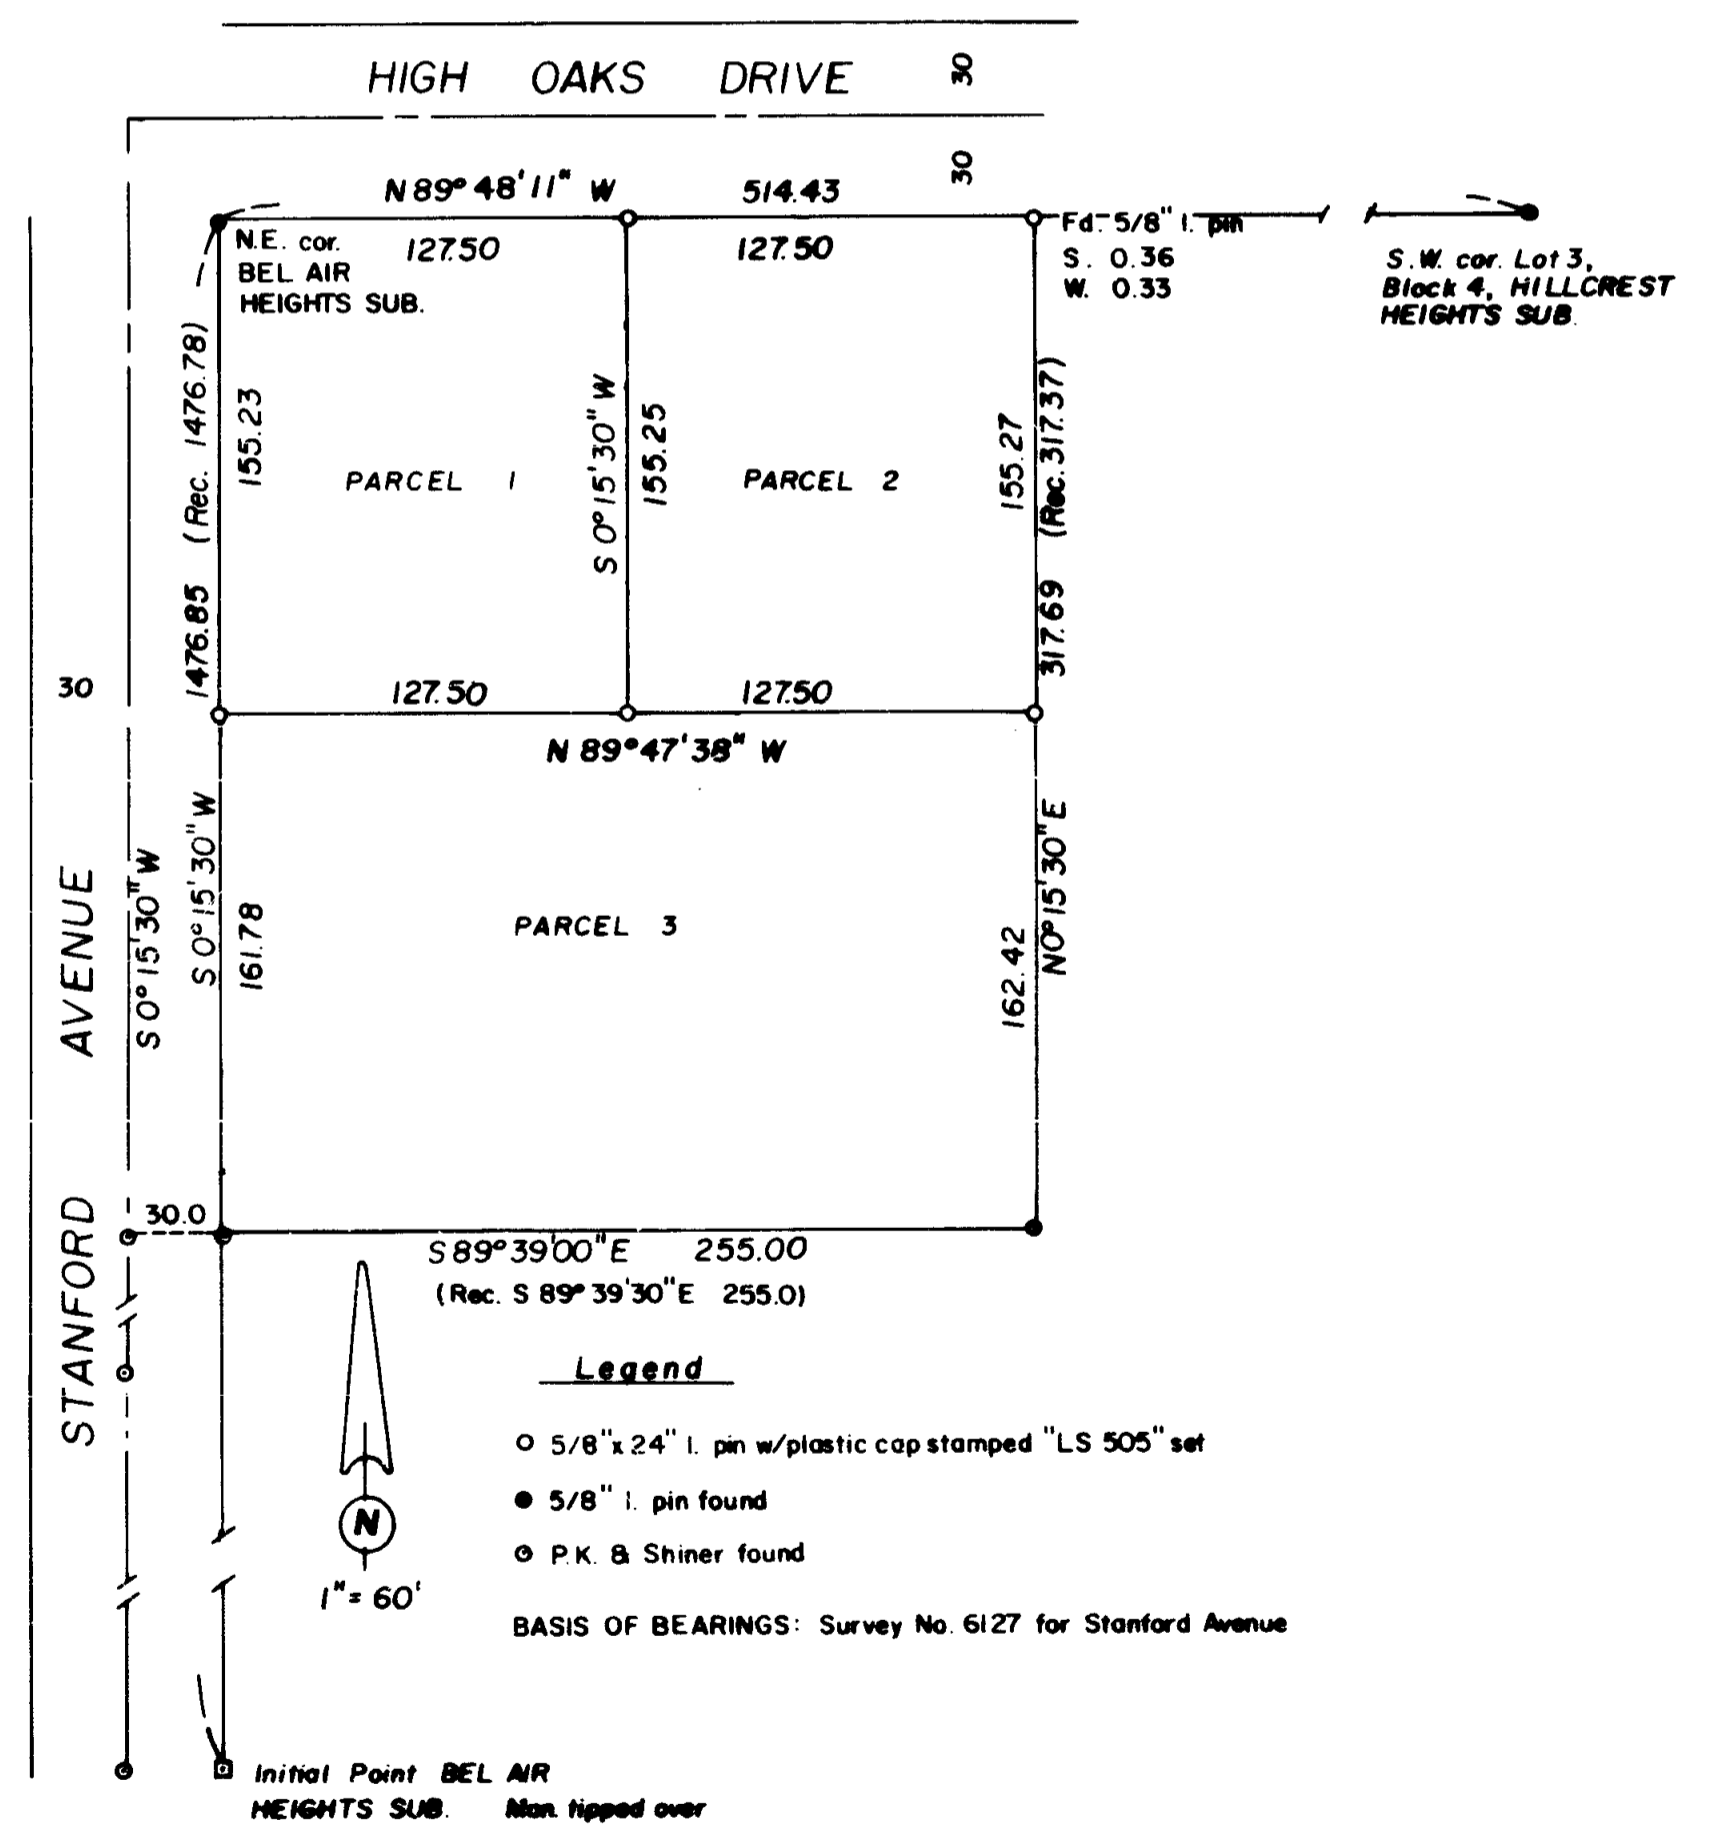 HIGH OAKS DRIVE
30
30
N 89° 48' 11" W 514.43
127.50
127.50
N.E. cor.
BEL AIR
HEIGHTS SUB.
Fd. 5/8" I. pin
S. 0.36
W. 0.33
S.W. cor. Lot 3,
Block 4, HILLCREST
HEIGHTS SUB.
1476.85 (Rec. 1476.78)
155.23
PARCEL 1
S 0° 15' 30" W
155.25
PARCEL 2
155.27
317.69 (Rec. 317.37)
127.50
127.50
N 89° 47' 38" W
30
STANFORD AVENUE
S 0° 15' 30" W
S 0° 15' 30" W
161.78
PARCEL 3
162.42
N 0° 15' 30" E
30.0
S 89° 39' 00" E 255.00
(Rec. S 89° 39' 30" E 255.0)
Legend
5/8" x 24" I. pin w/plastic cap stamped "LS 505" set
5/8" I. pin found
P.K. & Shiner found
N
1" = 60'
BASIS OF BEARINGS: Survey No. 6127 for Stanford Avenue
Initial Point BEL AIR
HEIGHTS SUB. Mon. tipped over